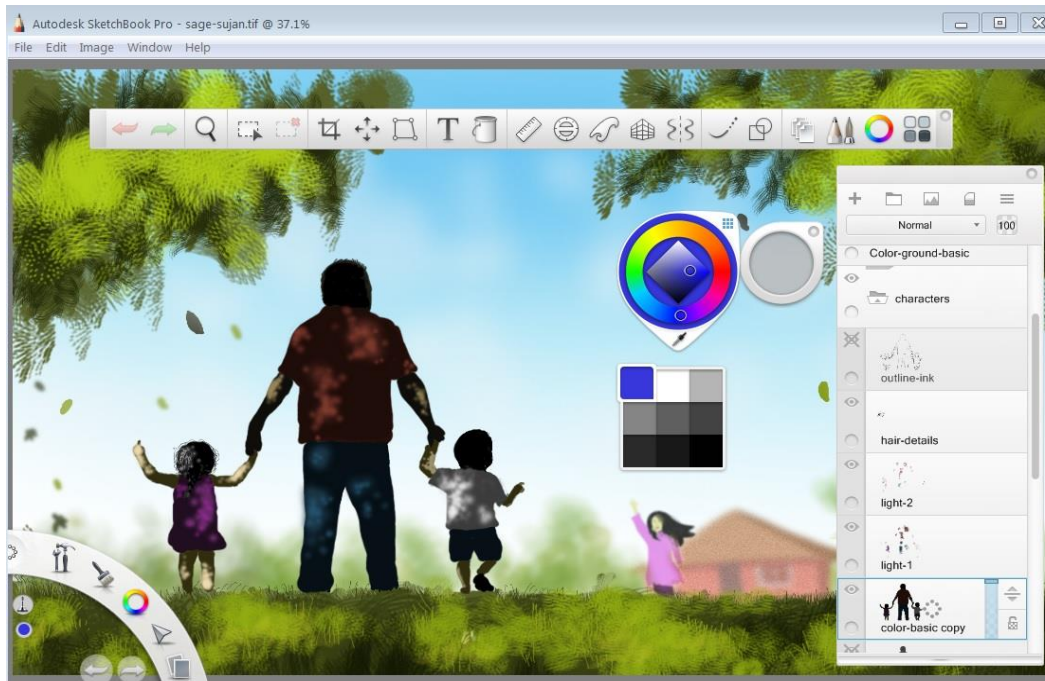 Autodesk SketchBook Pro - sage-sujan.tif @ 37.1%
File Edit Image Window Help
T
Normal 100
Color-ground-basic
characters
outline-ink
hair-details
light-2
light-1
color-basic copy